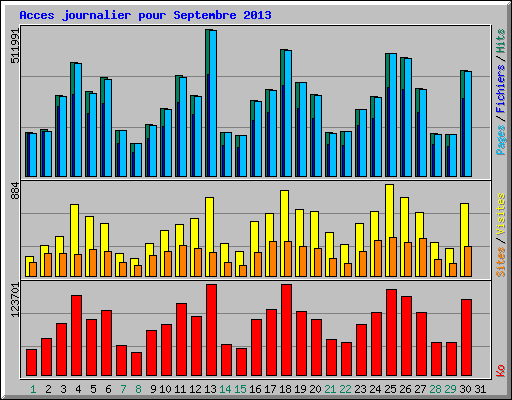 Acces journalier pour Septembre 2013
511991
Pages/Fichiers/Hits
884
Sites/Visites
123701
Ko
1 2 3 4 5 6 7 8 9 10 11 12 13 14 15 16 17 18 19 20 21 22 23 24 25 26 27 28 29 30 31